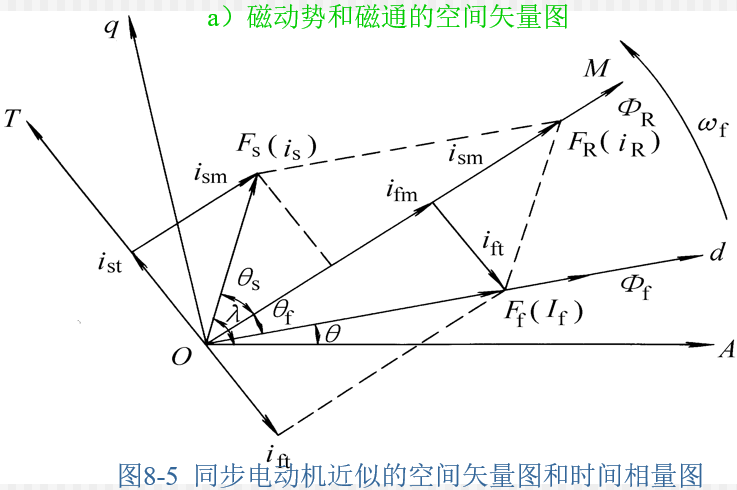 a）磁动势和磁通的空间矢量图
q
M
T
Φ_R
ω_f
F_s(i_s)
F_R(i_R)
i_sm
i_sm
i_fm
i_st
i_ft
d
θ_s
θ_f
Φ_f
λ
F_f(I_f)
θ
O
A
i_ft
图8-5 同步电动机近似的空间矢量图和时间相量图